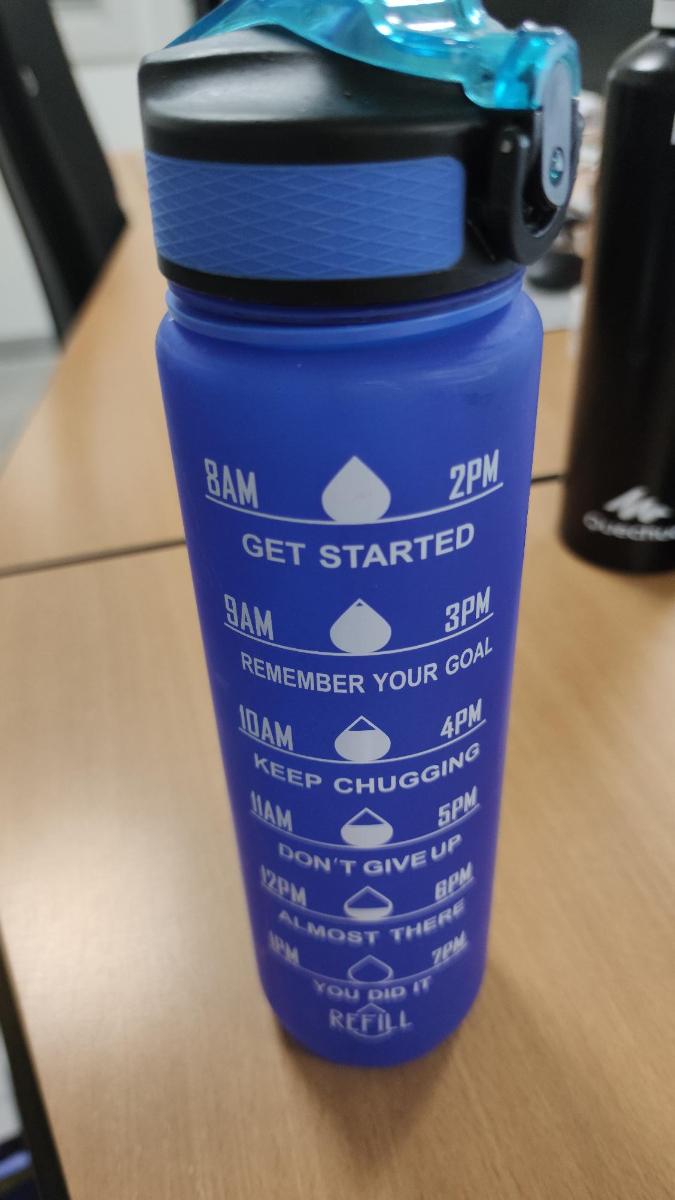 8AM 2PM
GET STARTED
9AM 3PM
REMEMBER YOUR GOAL
10AM 4PM
KEEP CHUGGING
11AM 5PM
DON'T GIVE UP
12PM 6PM
ALMOST THERE
1PM 7PM
YOU DID IT
REFILL
Quechua